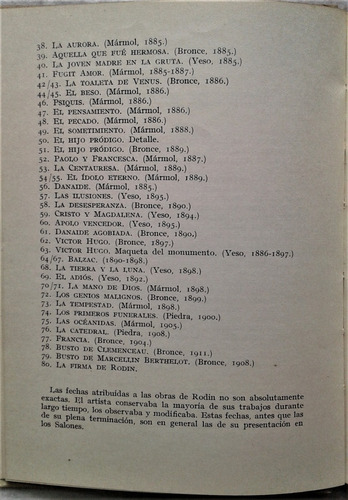 38. LA AURORA. (Mármol, 1885.)
39. AQUELLA QUE FUÉ HERMOSA. (Bronce, 1885.)
40. LA JOVEN MADRE EN LA GRUTA. (Yeso, 1885.)
41. FUGIT AMOR. (Mármol, 1885-1887.)
42/43. LA TOALETA DE VENUS. (Bronce, 1886.)
44/45. EL BESO. (Mármol, 1886.)
46. PSIQUIS. (Mármol, 1886.)
47. EL PENSAMIENTO. (Mármol, 1886.)
48. EL PECADO. (Mármol, 1886.)
49. EL SOMETIMIENTO. (Mármol, 1888.)
50. EL HIJO PRÓDIGO. Detalle.
51. EL HIJO PRÓDIGO. (Bronce, 1889.)
52. PAOLO Y FRANCESCA. (Mármol, 1887.)
53. LA CENTAURESA. (Mármol, 1889.)
54/55. EL ÍDOLO ETERNO. (Mármol, 1889.)
56. DANAIDE. (Mármol, 1885.)
57. LAS ILUSIONES. (Yeso, 1895.)
58. LA DESESPERANZA. (Bronce, 1890.)
59. CRISTO Y MAGDALENA. (Yeso, 1894.)
60. APOLO VENCEDOR. (Yeso, 1895.)
61. DANAIDE AGOBIADA. (Bronce, 1890.)
62. VICTOR HUGO. (Bronce, 1897.)
63. VICTOR HUGO. Maqueta del monumento. (Yeso, 1886-1897.)
64/67. BALZAC. (1890-1898.)
68. LA TIERRA Y LA LUNA. (Yeso, 1898.)
69. EL ADIÓS. (Yeso, 1892.)
70/71. LA MANO DE DIOS. (Mármol, 1898.)
72. LOS GENIOS MALIGNOS. (Bronce, 1899.)
73. LA TEMPESTAD. (Mármol, 1898.)
74. LOS PRIMEROS FUNERALES. (Piedra, 1900.)
75. LAS OCEÁNIDAS. (Mármol, 1905.)
76. LA CATEDRAL. (Piedra, 1908.)
77. FRANCIA. (Bronce, 1904.)
78. BUSTO DE CLEMENCEAU. (Bronce, 1911.)
79. BUSTO DE MARCELLIN BERTHELOT. (Bronce, 1908.)
80. LA FIRMA DE RODIN.
Las fechas atribuidas a las obras de Rodin no son absolutamente
exactas. El artista conservaba la mayoría de sus trabajos durante
largo tiempo, los observaba y modificaba. Estas fechas, antes que las
de su plena terminación, son en general las de su presentación en
los Salones.